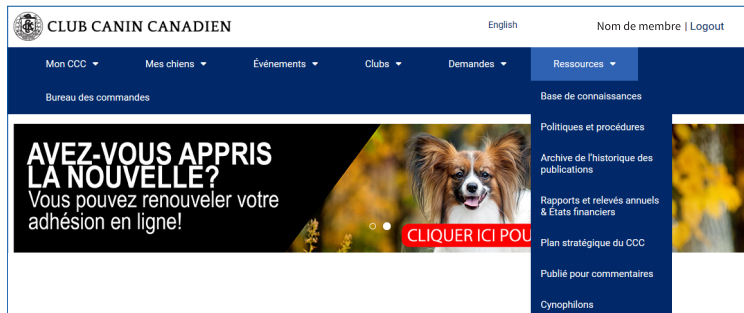 CLUB CANIN CANADIEN
English
Nom de membre | Logout
Mon CCC
Mes chiens
Événements
Clubs
Demandes
Ressources
Bureau des commandes
Base de connaissances
Politiques et procédures
Archive de l'historique des
publications
Rapports et relevés annuels
& États financiers
Plan stratégique du CCC
Publié pour commentaires
Cynophilons
AVEZ-VOUS APPRIS
LA NOUVELLE?
Vous pouvez renouveler votre
adhésion en ligne!
CLIQUER ICI POU